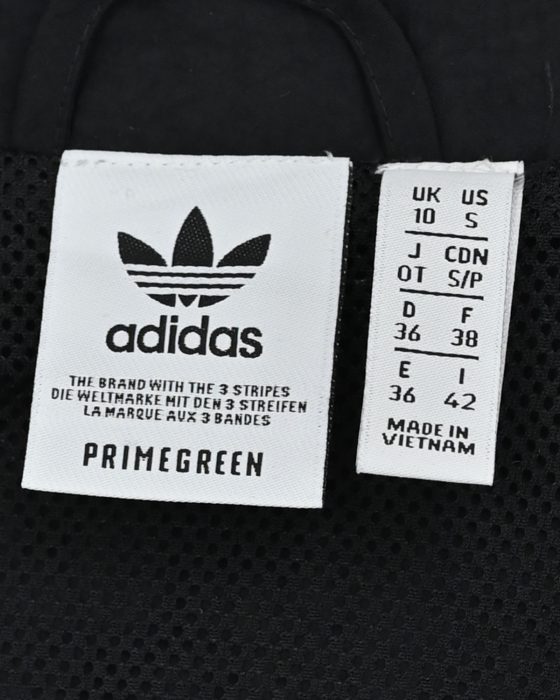 adidas
THE BRAND WITH THE 3 STRIPES
DIE WELTMARKE MIT DEN 3 STREIFEN
LA MARQUE AUX 3 BANDES
PRIMEGREEN
UK US
10 S
J CDN
OT S/P
D F
36 38
E I
36 42
MADE IN
VIETNAM